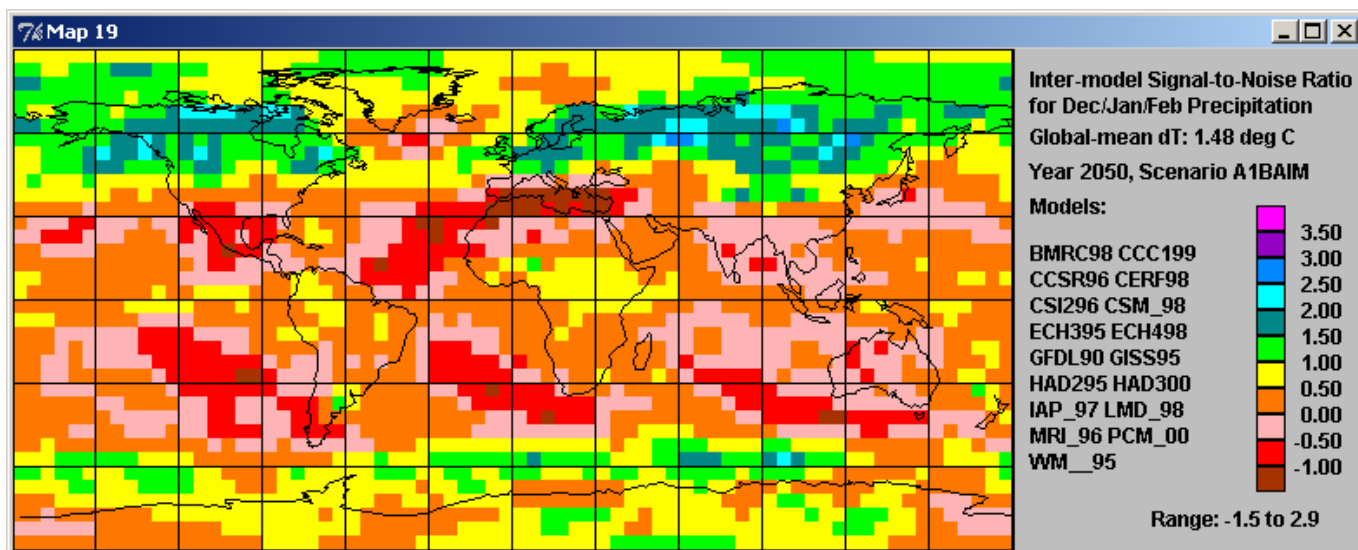 Map 19
Inter-model Signal-to-Noise Ratio
for Dec/Jan/Feb Precipitation
Global-mean dT: 1.48 deg C
Year 2050, Scenario A1BAIM
Models:
BMRC98 CCC199
CCSR96 CERF98
CSI296 CSM_98
ECH395 ECH498
GFDL90 GISS95
HAD295 HAD300
IAP_97 LMD_98
MRI_96 PCM_00
WM__95
3.50
3.00
2.50
2.00
1.50
1.00
0.50
0.00
-0.50
-1.00
Range: -1.5 to 2.9